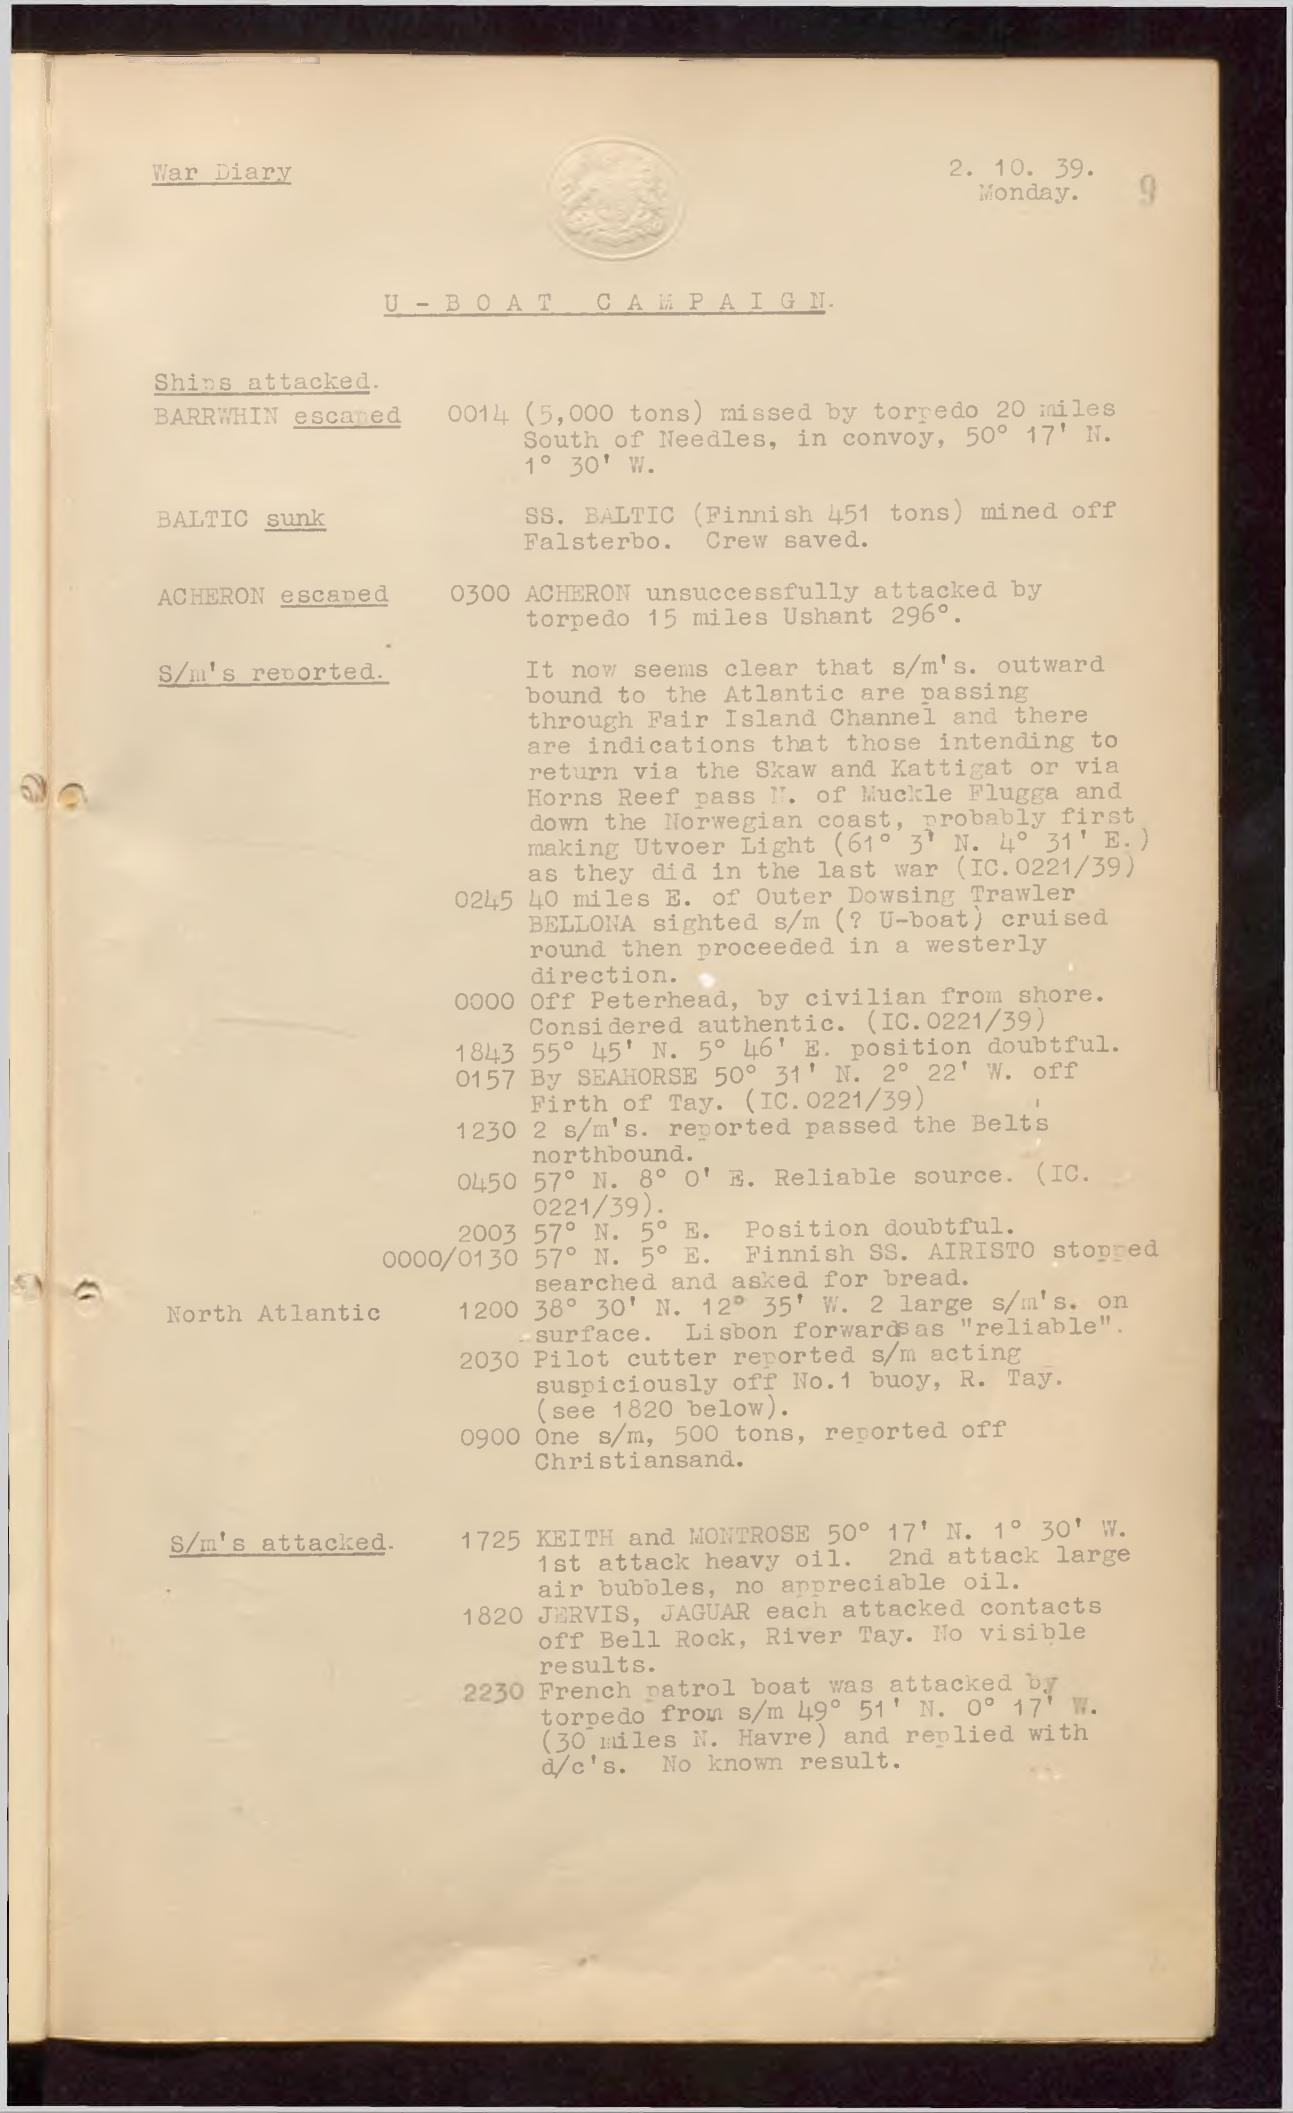 War Diary
2. 10. 39.
Monday.
9
U - B O A T C A M P A I G N.
Ships attacked.
BARRWHIN escaped 0014 (5,000 tons) missed by torpedo 20 miles
South of Needles, in convoy, 50° 17' N.
1° 30' W.
BALTIC sunk SS. BALTIC (Finnish 451 tons) mined off
Falsterbo. Crew saved.
ACHERON escaped 0300 ACHERON unsuccessfully attacked by
torpedo 15 miles Ushant 296°.
S/m's reported. It now seems clear that s/m's. outward
bound to the Atlantic are passing
through Fair Island Channel and there
are indications that those intending to
return via the Skaw and Kattigat or via
Horns Reef pass N. of Muckle Flugga and
down the Norwegian coast, probably first
making Utvoer Light (61° 3' N. 4° 31' E.)
as they did in the last war (IC.0221/39)
0245 40 miles E. of Outer Dowsing Trawler
BELLONA sighted s/m (? U-boat) cruised
round then proceeded in a westerly
direction.
0000 Off Peterhead, by civilian from shore.
Considered authentic. (IC.0221/39)
1843 55° 45' N. 5° 46' E. position doubtful.
0157 By SEAHORSE 50° 31' N. 2° 22' W. off
Firth of Tay. (IC.0221/39)
1230 2 s/m's. reported passed the Belts
northbound.
0450 57° N. 8° 0' E. Reliable source. (IC.
0221/39).
2003 57° N. 5° E. Position doubtful.
0000/0130 57° N. 5° E. Finnish SS. AIRISTO stopped
searched and asked for bread.
North Atlantic 1200 38° 30' N. 12° 35' W. 2 large s/m's. on
surface. Lisbon forwards as "reliable".
2030 Pilot cutter reported s/m acting
suspiciously off No.1 buoy, R. Tay.
(see 1820 below).
0900 One s/m, 500 tons, reported off
Christiansand.
S/m's attacked. 1725 KEITH and MONTROSE 50° 17' N. 1° 30' W.
1st attack heavy oil. 2nd attack large
air bubbles, no appreciable oil.
1820 JERVIS, JAGUAR each attacked contacts
off Bell Rock, River Tay. No visible
results.
2230 French patrol boat was attacked by
torpedo from s/m 49° 51' N. 0° 17' W.
(30 miles N. Havre) and replied with
d/c's. No known result.